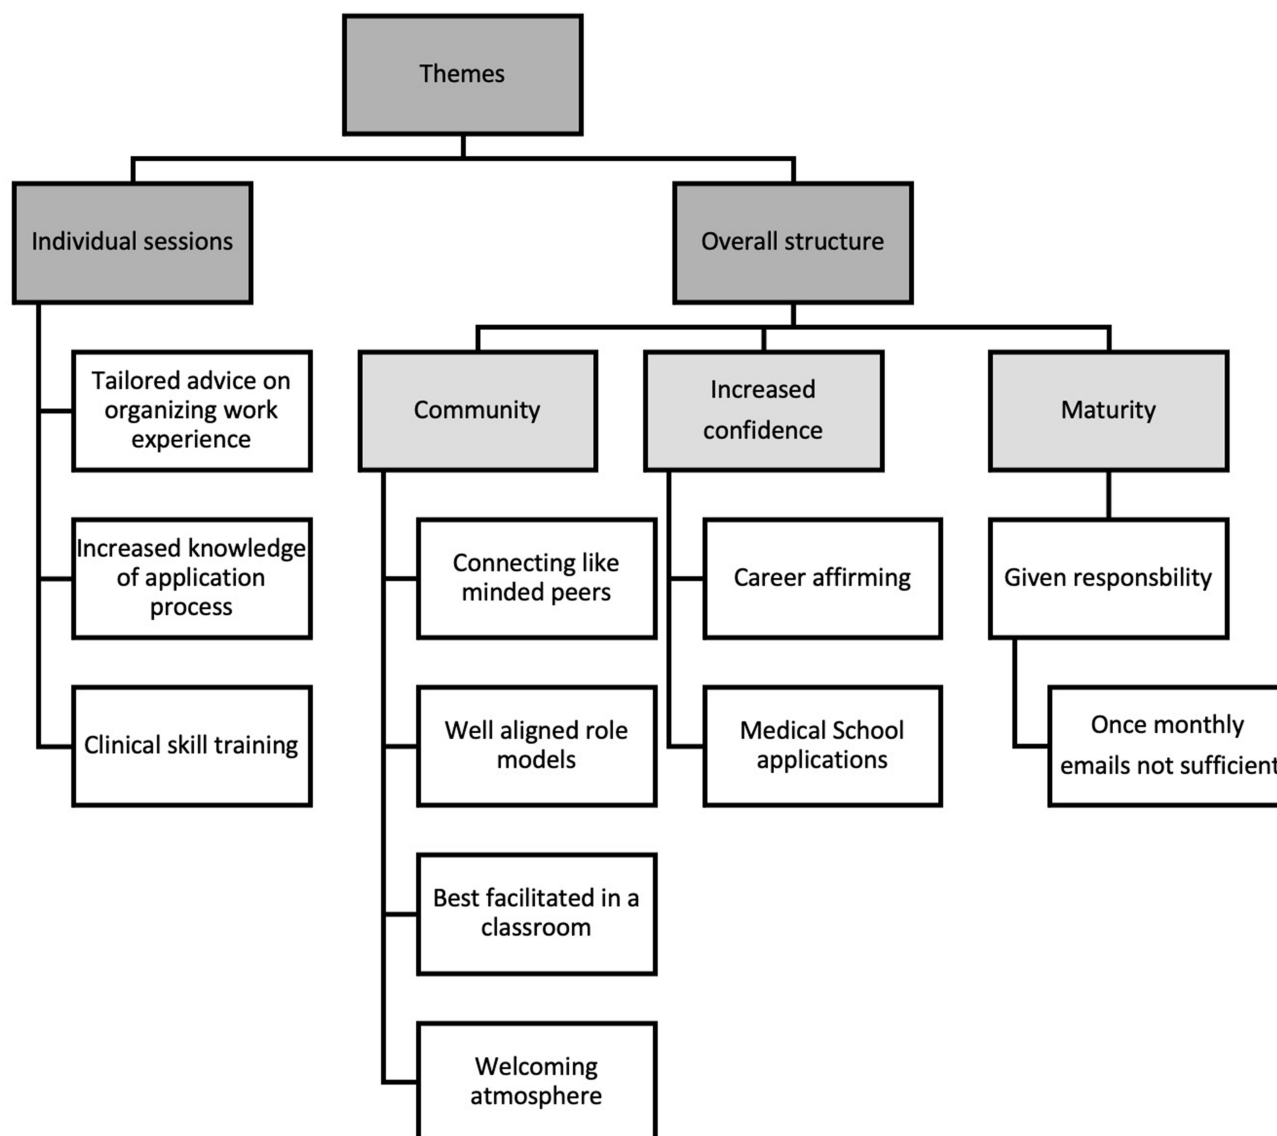 Themes
Individual sessions
Overall structure
Tailored advice on
organizing work
experience
Increased knowledge
of application
process
Clinical skill training
Community
Connecting like
minded peers
Well aligned role
models
Best facilitated in a
classroom
Welcoming
atmosphere
Increased
confidence
Career affirming
Medical School
applications
Maturity
Given responsbility
Once monthly
emails not sufficient